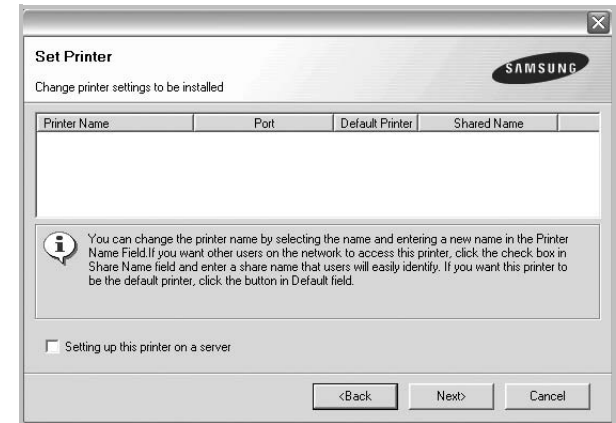 Set Printer
SAMSUNG
Change printer settings to be installed
Printer Name Port Default Printer Shared Name
You can change the printer name by selecting the name and entering a new name in the Printer
Name Field.If you want other users on the network to access this printer, click the check box in
Share Name field and enter a share name that users will easily identify. If you want this printer to
be the default printer, click the button in Default field.
Setting up this printer on a server
<Back Next> Cancel